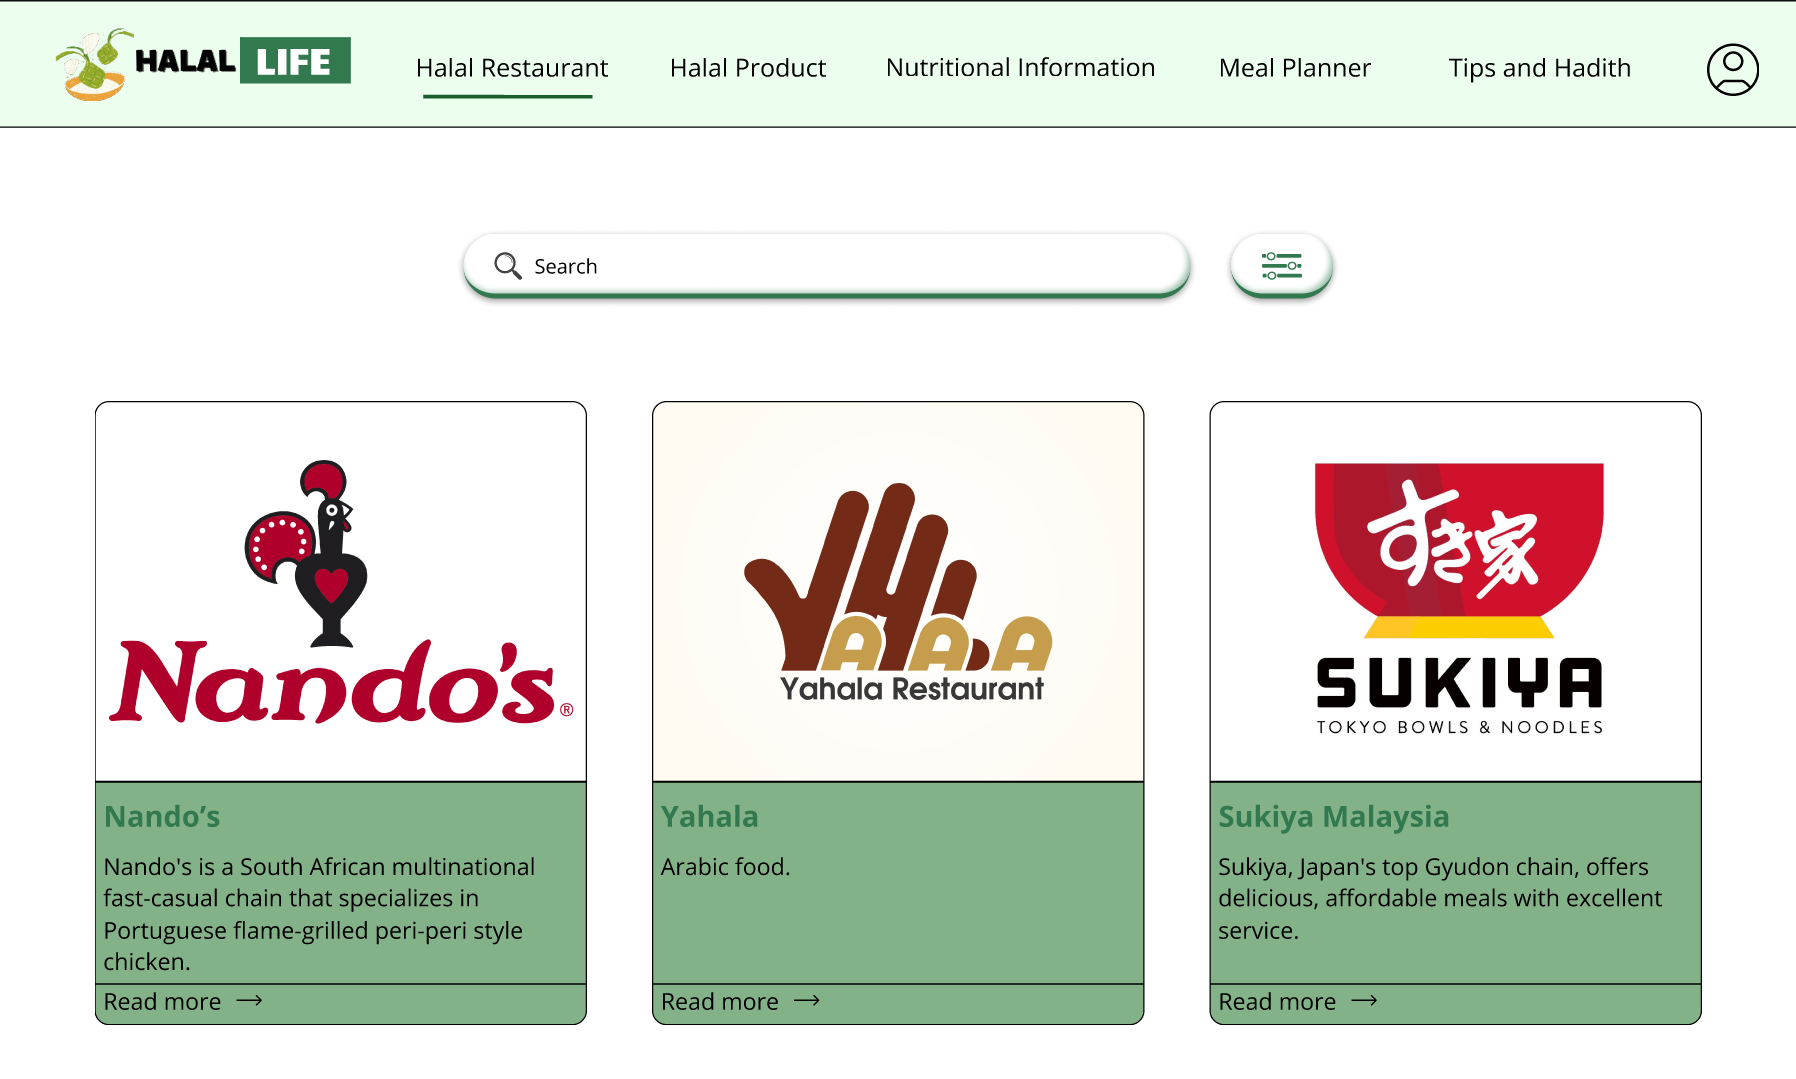 HALAL LIFE
Halal Restaurant
Halal Product
Nutritional Information
Meal Planner
Tips and Hadith
Search
Nando's®
YAHALA
Yahala Restaurant
すき家
SUKIYA
TOKYO BOWLS & NOODLES
Nando’s
Nando's is a South African multinational
fast-casual chain that specializes in
Portuguese flame-grilled peri-peri style
chicken.
Read more
Yahala
Arabic food.
Read more
Sukiya Malaysia
Sukiya, Japan's top Gyudon chain, offers
delicious, affordable meals with excellent
service.
Read more